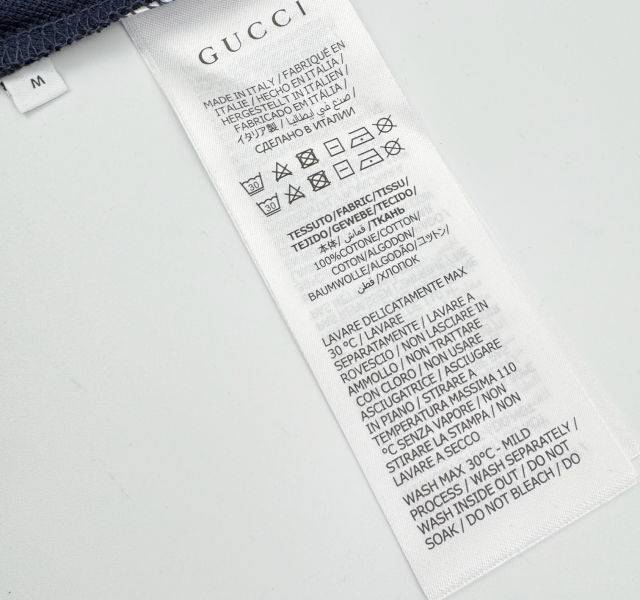 M
GUCCI
MADE IN ITALY / FABRIQUÉ EN
ITALIE / HECHO EN ITALIA /
HERGESTELLT IN ITALIEN /
FABRICADO EM ITÁLIA /
イタリア製 / صنع في إيطاليا /
СДЕЛАНО В ИТАЛИИ
30
30
TESSUTO/FABRIC/TISSU/
TEJIDO/GEWEBE/TECIDO/
本体/ قماش /ТКАНЬ
100%COTONE/COTTON/
COTON/ALGODON/
BAUMWOLLE/ALGODÃO/コットン/
قطن /ХЛОПОК
LAVARE DELICATAMENTE MAX
30 °C / LAVARE
SEPARATAMENTE / LAVARE A
ROVESCIO / NON LASCIARE IN
AMMOLLO / NON TRATTARE
CON CLORO / NON USARE
ASCIUGATRICE / ASCIUGARE
IN PIANO / STIRARE A
TEMPERATURA MASSIMA 110
°C SENZA VAPORE / NON
STIRARE LA STAMPA / NON
LAVARE A SECCO
WASH MAX 30°C - MILD
PROCESS / WASH SEPARATELY /
WASH INSIDE OUT / DO NOT
SOAK / DO NOT BLEACH / DO